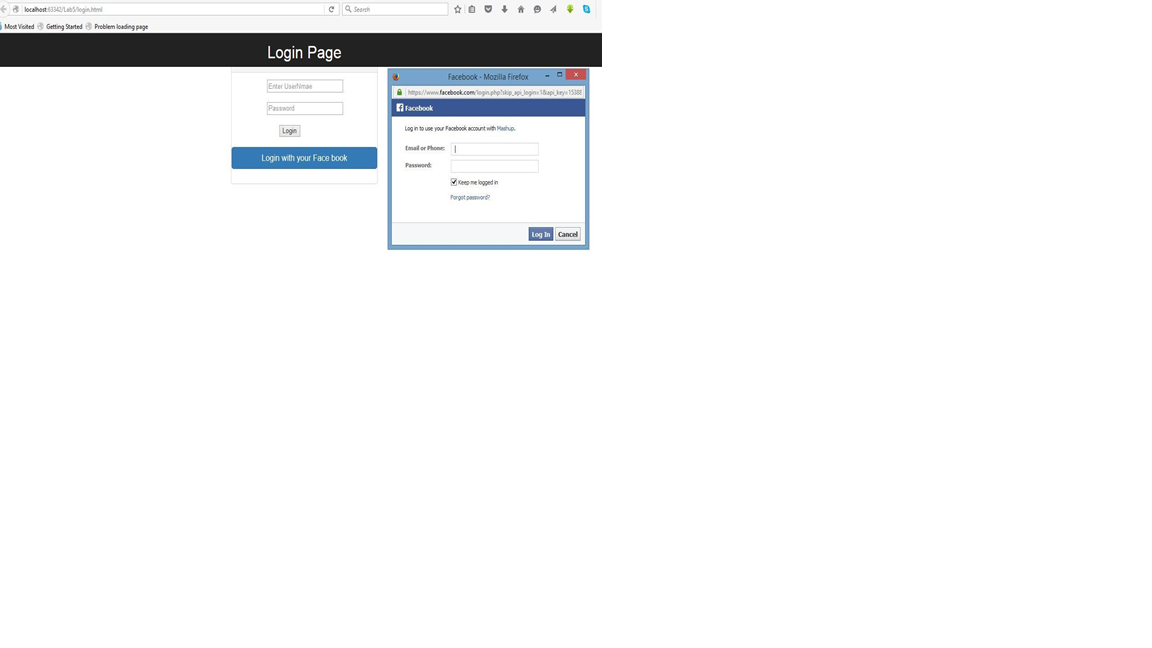 localhost:63342/Lab5/login.html
Search
Most Visited Getting Started Problem loading page
Login Page
Enter UserNmae
Password
Login
Login with your Face book
Facebook - Mozilla Firefox
https://www.facebook.com/login.php?skip_api_login=1&api_key=15388
Facebook
Log in to use your Facebook account with Mashup.
Email or Phone:
Password:
Keep me logged in
Forgot password?
Log In Cancel